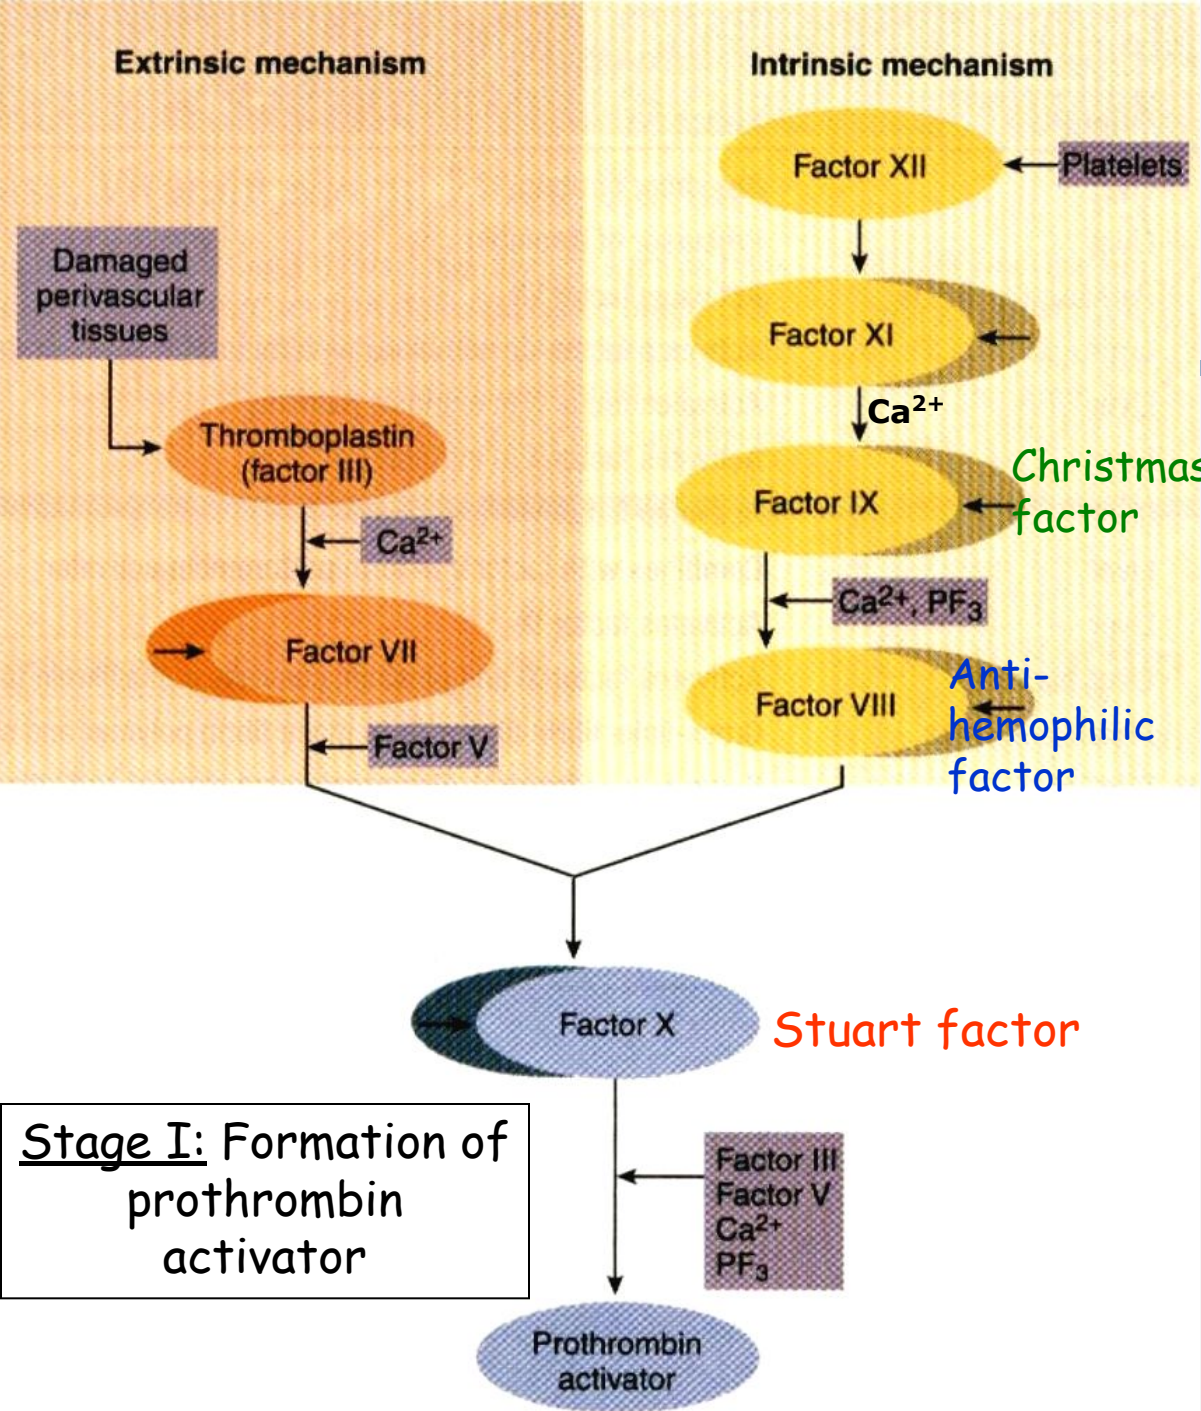 Extrinsic mechanism
Damaged
perivascular
tissues
Thromboplastin
(factor III)
Ca²⁺
Factor VII
Factor V
Intrinsic mechanism
Factor XII
Platelets
Factor XI
Ca²⁺
Factor IX
Christmas
factor
Ca²⁺, PF₃
Factor VIII
Anti-
hemophilic
factor
Factor X
Stuart factor
Stage I: Formation of
prothrombin
activator
Factor III
Factor V
Ca²⁺
PF₃
Prothrombin
activator